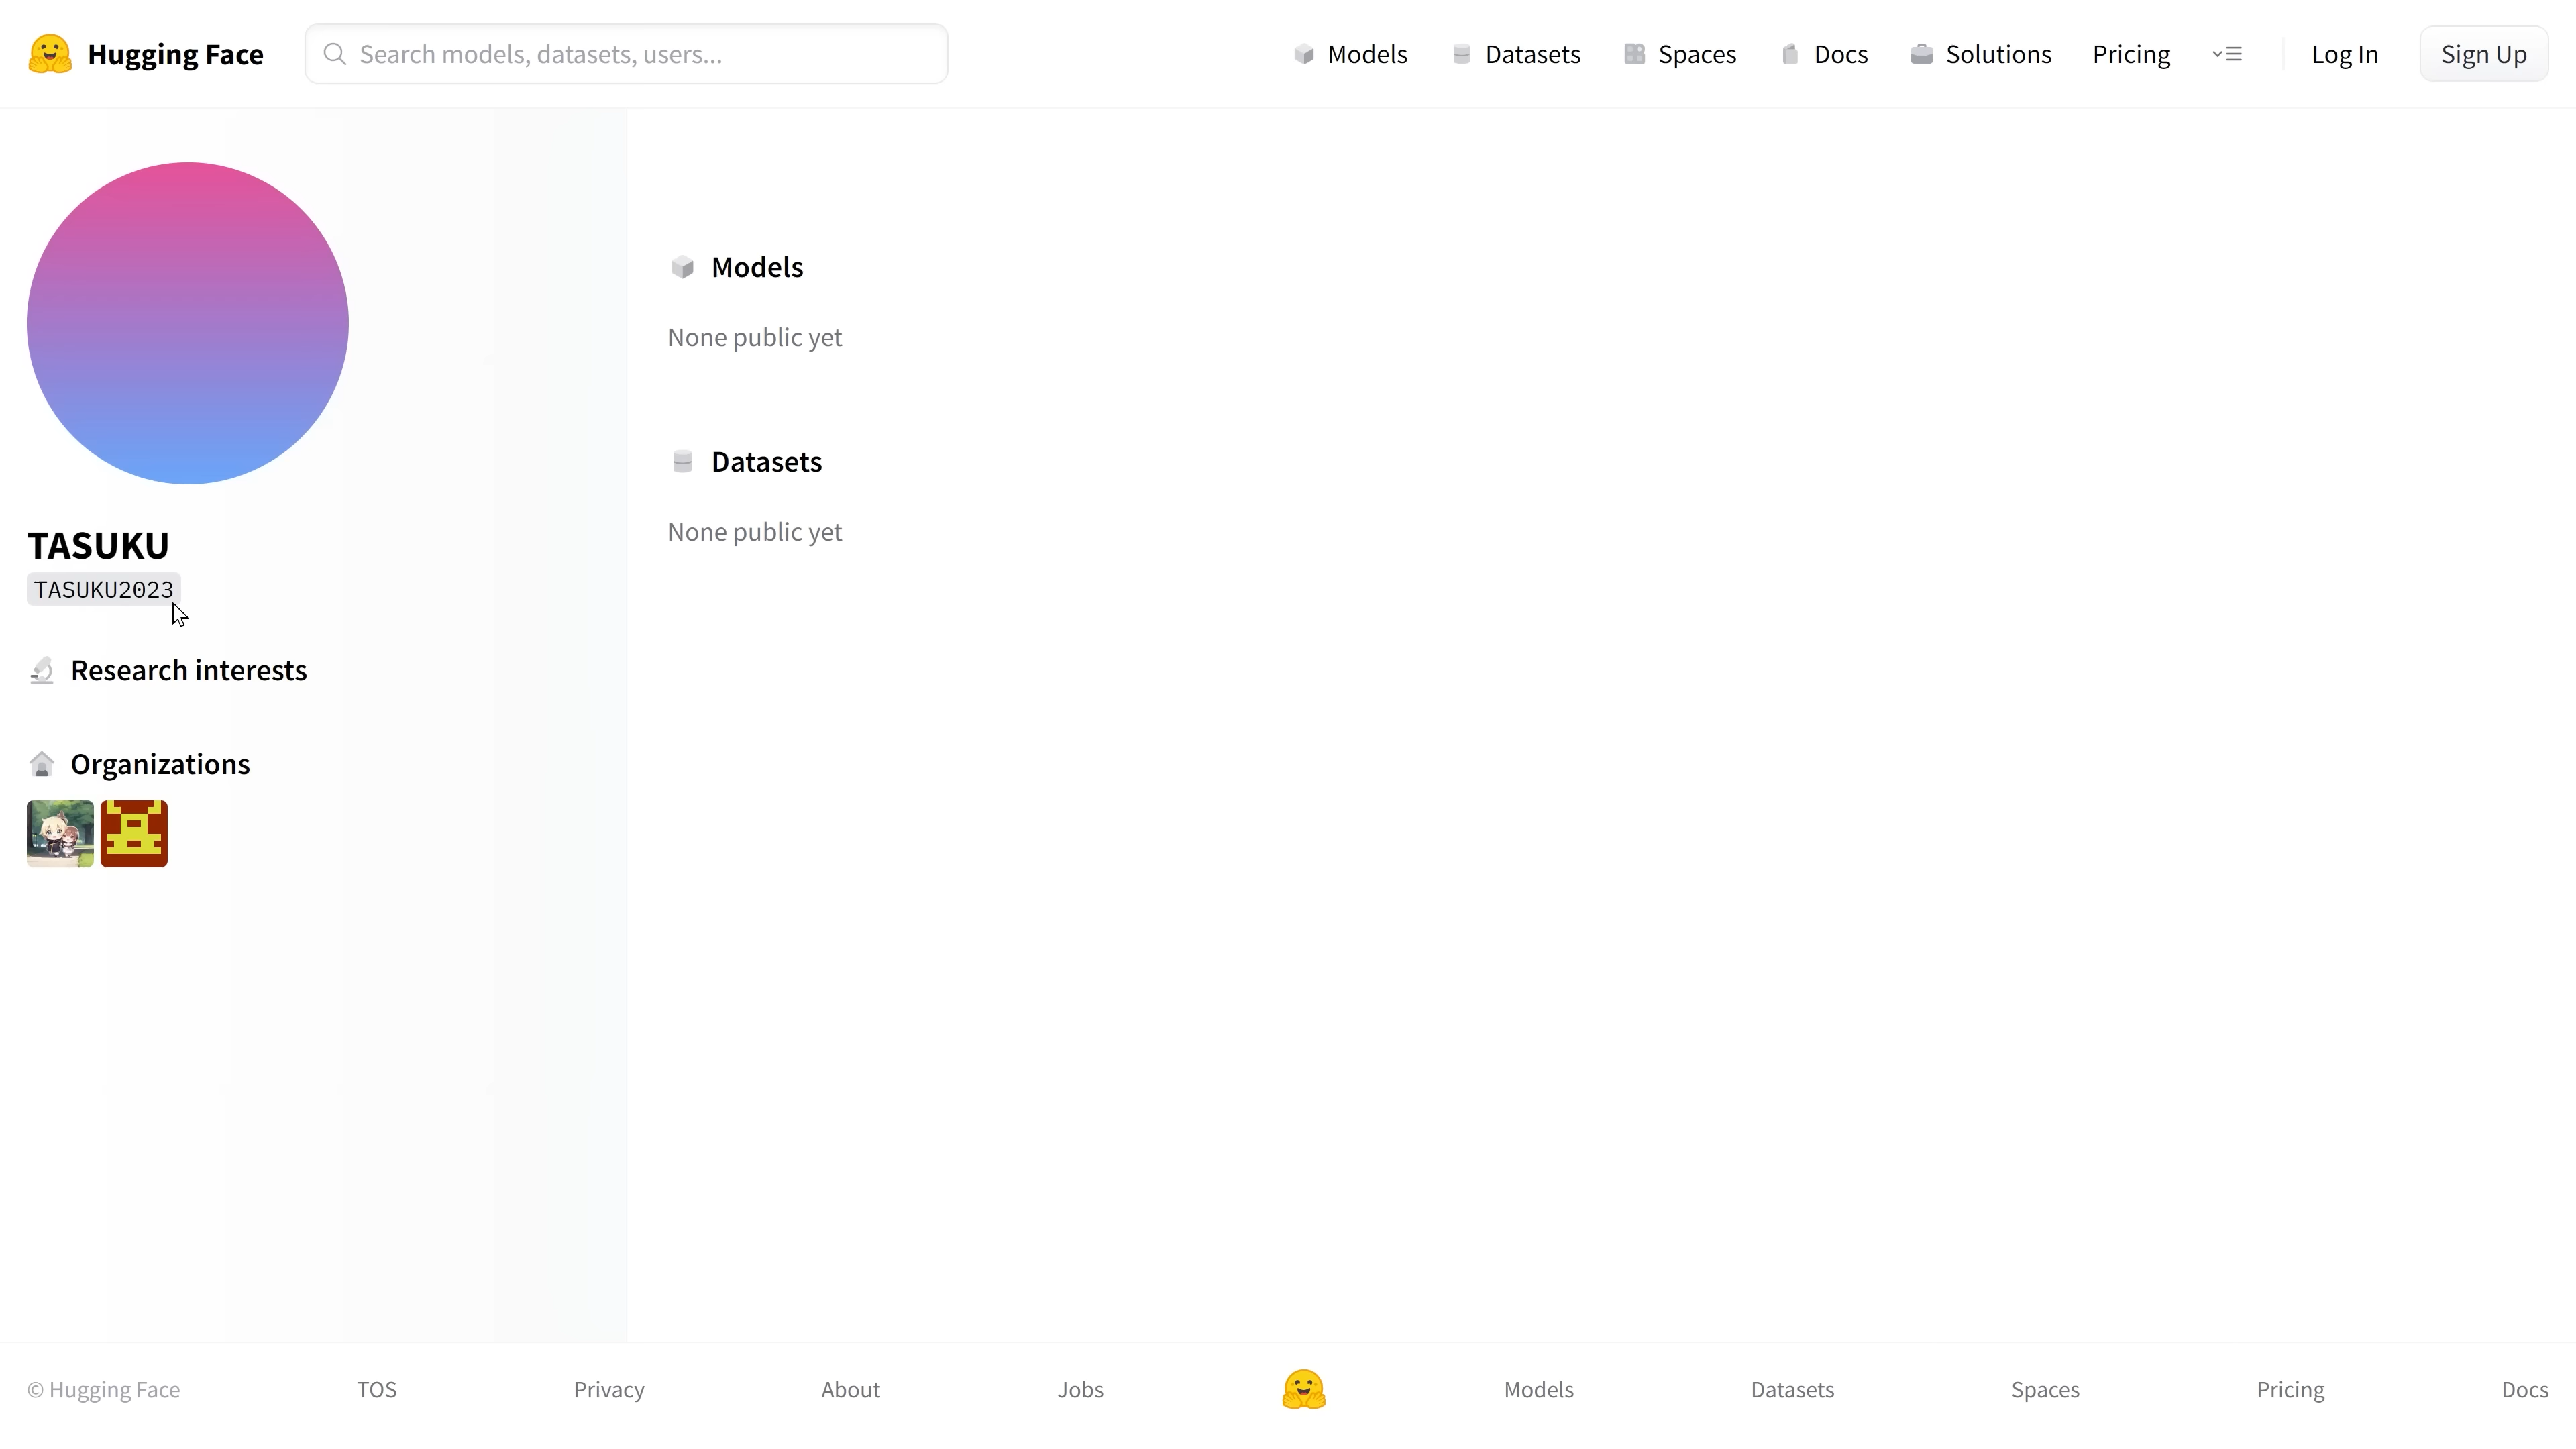 Hugging Face
Search models, datasets, users...
Models
Datasets
Spaces
Docs
Solutions
Pricing
Log In
Sign Up
TASUKU
TASUKU2023
Research interests
Organizations
Models
None public yet
Datasets
None public yet
© Hugging Face
TOS
Privacy
About
Jobs
Models
Datasets
Spaces
Pricing
Docs